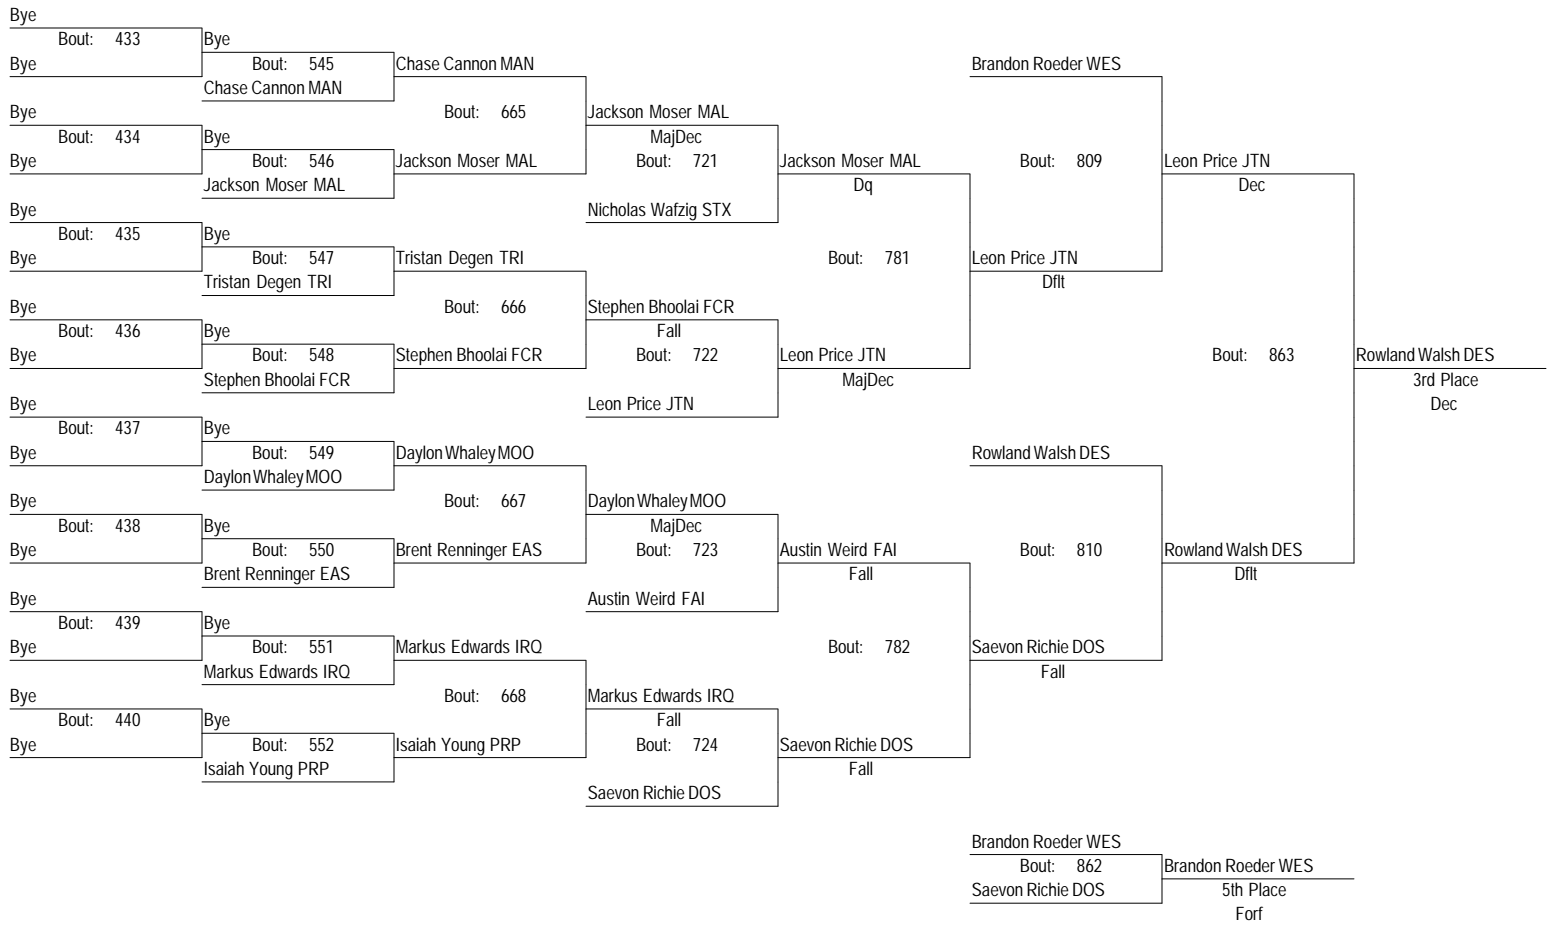 Bye
Bout: 433
Bye
Bye
Bout: 545
Chase Cannon MAN
Chase Cannon MAN
Bout: 665
Bye
Bout: 434
Bye
Bye
Bout: 546
Jackson Moser MAL
Jackson Moser MAL
Jackson Moser MAL
MajDec
Bout: 721
Nicholas Wafzig STX
Jackson Moser MAL
Dq
Bye
Bout: 435
Bye
Bye
Bout: 547
Tristan Degen TRI
Tristan Degen TRI
Bout: 666
Bye
Bout: 436
Bye
Bye
Bout: 548
Stephen Bhoolai FCR
Stephen Bhoolai FCR
Stephen Bhoolai FCR
Fall
Bout: 722
Leon Price JTN
Leon Price JTN
MajDec
Bout: 781
Brandon Roeder WES
Bout: 809
Leon Price JTN
Dflt
Leon Price JTN
Dec
Bye
Bout: 437
Bye
Bye
Bout: 549
Daylon Whaley MOO
Daylon Whaley MOO
Bout: 667
Bye
Bout: 438
Bye
Bye
Bout: 550
Brent Renninger EAS
Brent Renninger EAS
Daylon Whaley MOO
MajDec
Bout: 723
Austin Weird FAI
Austin Weird FAI
Fall
Bye
Bout: 439
Bye
Bye
Bout: 551
Markus Edwards IRQ
Markus Edwards IRQ
Bout: 668
Bye
Bout: 440
Bye
Bye
Bout: 552
Isaiah Young PRP
Isaiah Young PRP
Markus Edwards IRQ
Fall
Bout: 724
Saevon Richie DOS
Saevon Richie DOS
Fall
Bout: 782
Rowland Walsh DES
Bout: 810
Saevon Richie DOS
Fall
Rowland Walsh DES
Dflt
Bout: 863
Rowland Walsh DES
3rd Place
Dec
Brandon Roeder WES
Bout: 862
Saevon Richie DOS
Brandon Roeder WES
5th Place
Forf